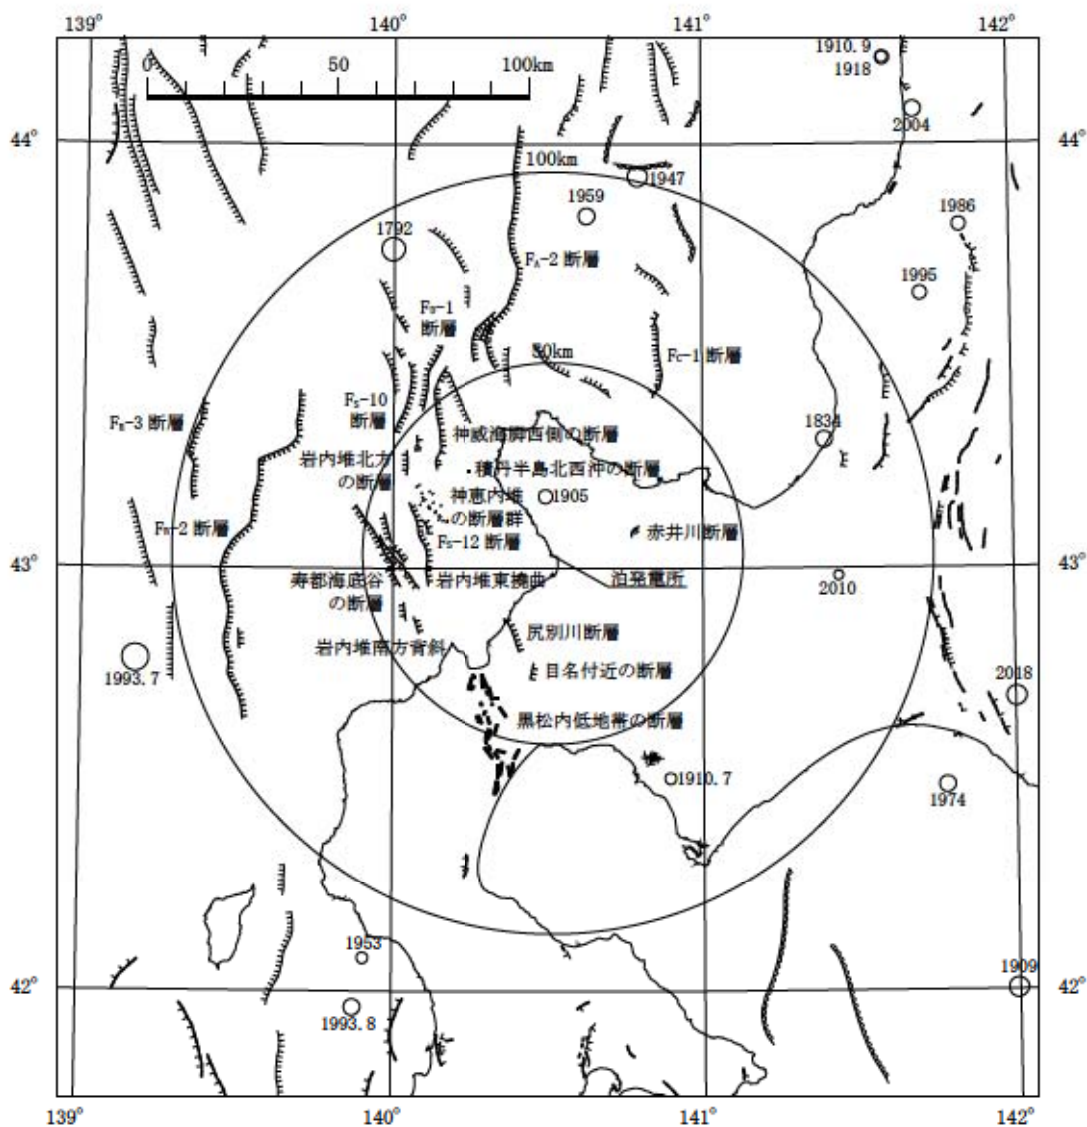 139°
140°
141°
142°
0
50
100km
1910.9
1918
2004
44°
44°
100km
1947
1959
1986
1792
FA-2 断層
1995
FD-1
断層
50km
FC-1 断層
FS-10
断層
FB-3 断層
神威海脚西側の断層
1834
岩内堆北方
の断層
積丹半島北西沖の断層
神恵内堆
の断層群
1905
FB-2 断層
FS-12 断層
赤井川断層
43°
43°
寿都海底谷
の断層
岩内堆東撓曲
泊発電所
2010
岩内堆南方背斜
尻別川断層
1993.7
目名付近の断層
2018
黒松内低地帯の断層
1910.7
1974
1953
1909
42°
42°
1993.8
139°
140°
141°
142°